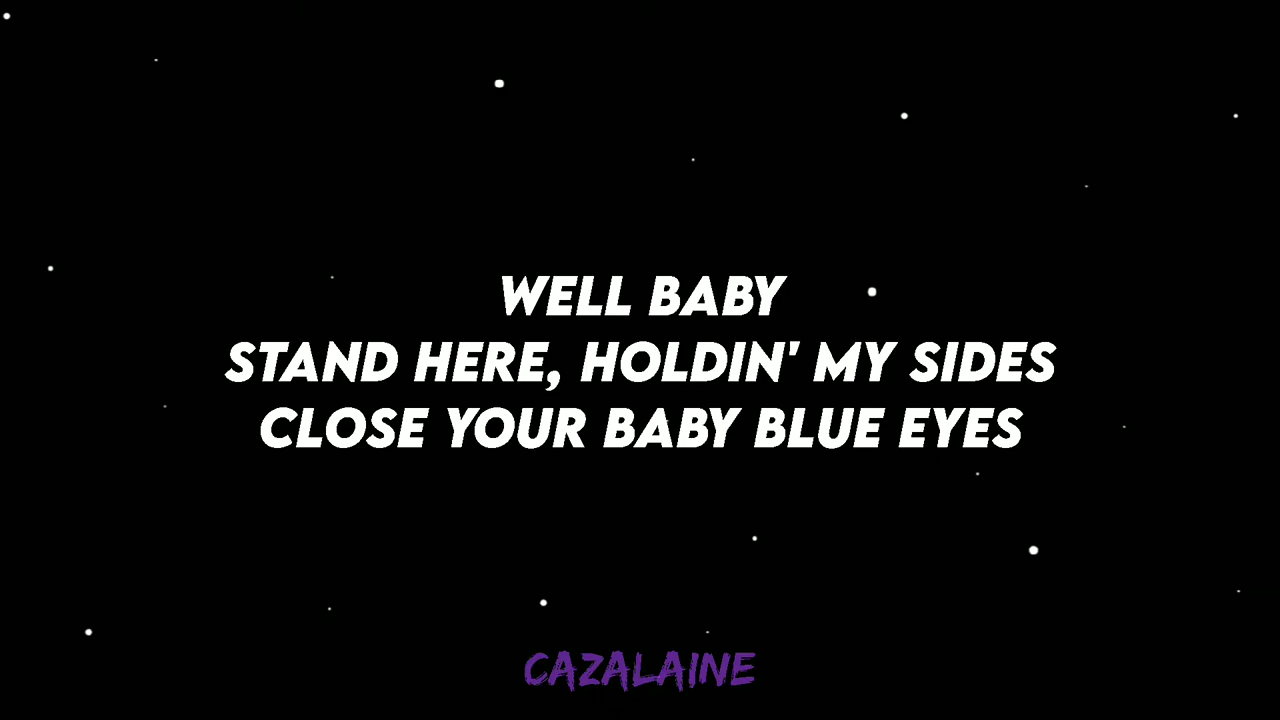 WELL BABY
STAND HERE, HOLDIN' MY SIDES
CLOSE YOUR BABY BLUE EYES
CAZALAINE